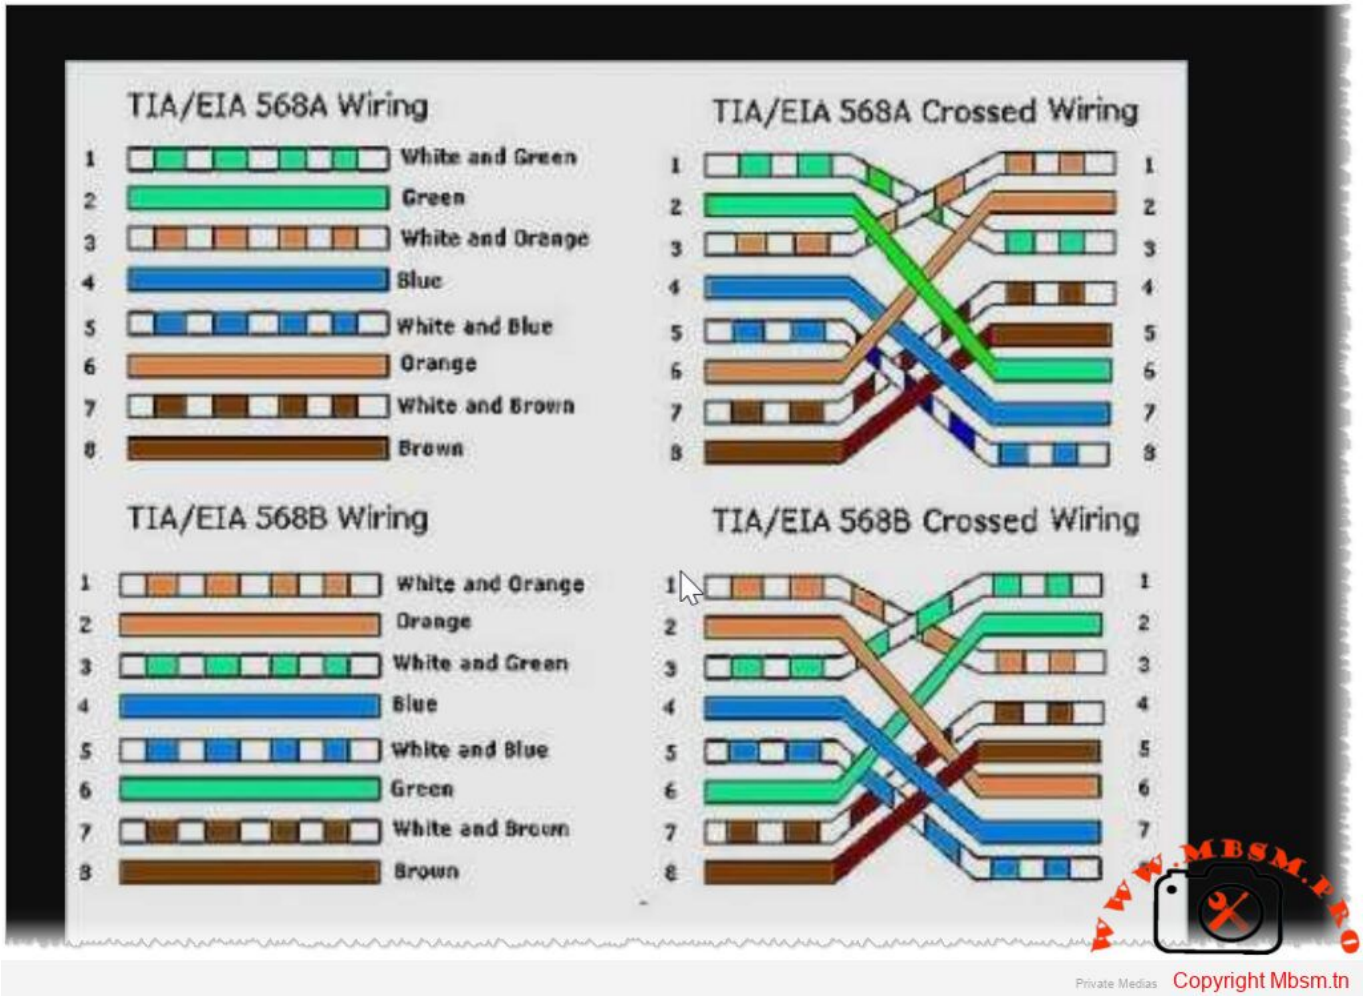 TIA/EIA 568A Wiring
1 White and Green
2 Green
3 White and Orange
4 Blue
5 White and Blue
6 Orange
7 White and Brown
8 Brown
TIA/EIA 568A Crossed Wiring
1 1
2 2
3 3
4 4
5 5
6 6
7 7
8 8
TIA/EIA 568B Wiring
1 White and Orange
2 Orange
3 White and Green
4 Blue
5 White and Blue
6 Green
7 White and Brown
8 Brown
TIA/EIA 568B Crossed Wiring
1 1
2 2
3 3
4 4
5 5
6 6
7 7
8
WWW.MBSM.PRO
Private Medias
Copyright Mbsm.tn